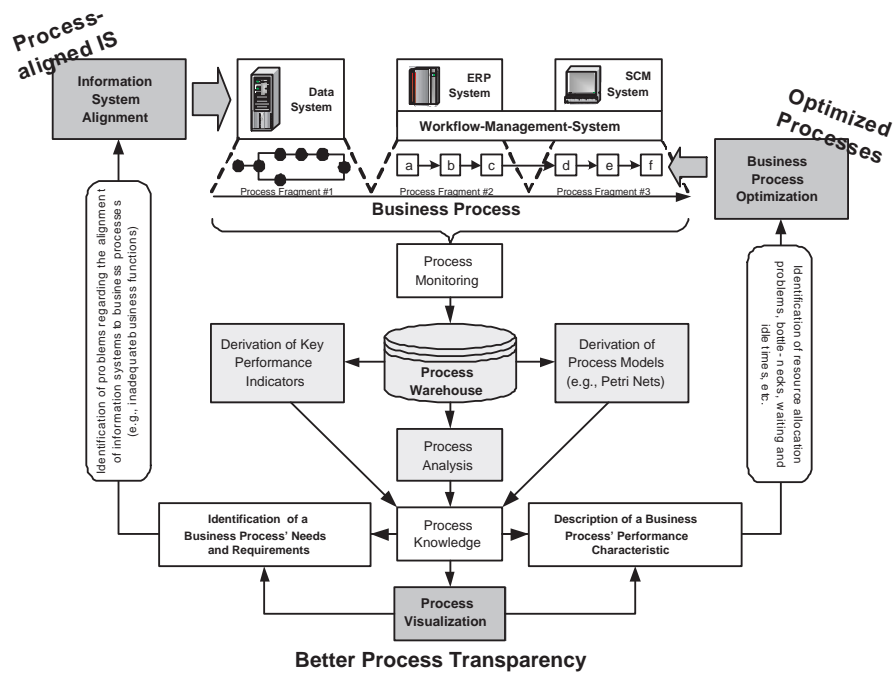 Process-
aligned IS
Information
System
Alignment
Data
System
ERP
System
SCM
System
Workflow-Management-System
Optimized
Processes
Business
Process
Optimization
a
b
c
d
e
f
Process Fragment #1
Process Fragment #2
Process Fragment #3
Business Process
Process
Monitoring
Identification of problems regarding the alignment
of information systems to business processes
(e.g., inadequate business functions)
Identification of resource allocation
problems, bottle- necks, waiting and
idle times, etc.
Derivation of Key
Performance
Indicators
Process
Warehouse
Derivation of
Process Models
(e.g., Petri Nets)
Process
Analysis
Identification of a
Business Process' Needs
and Requirements
Process
Knowledge
Description of a Business
Process' Performance
Characteristic
Process
Visualization
Better Process Transparency